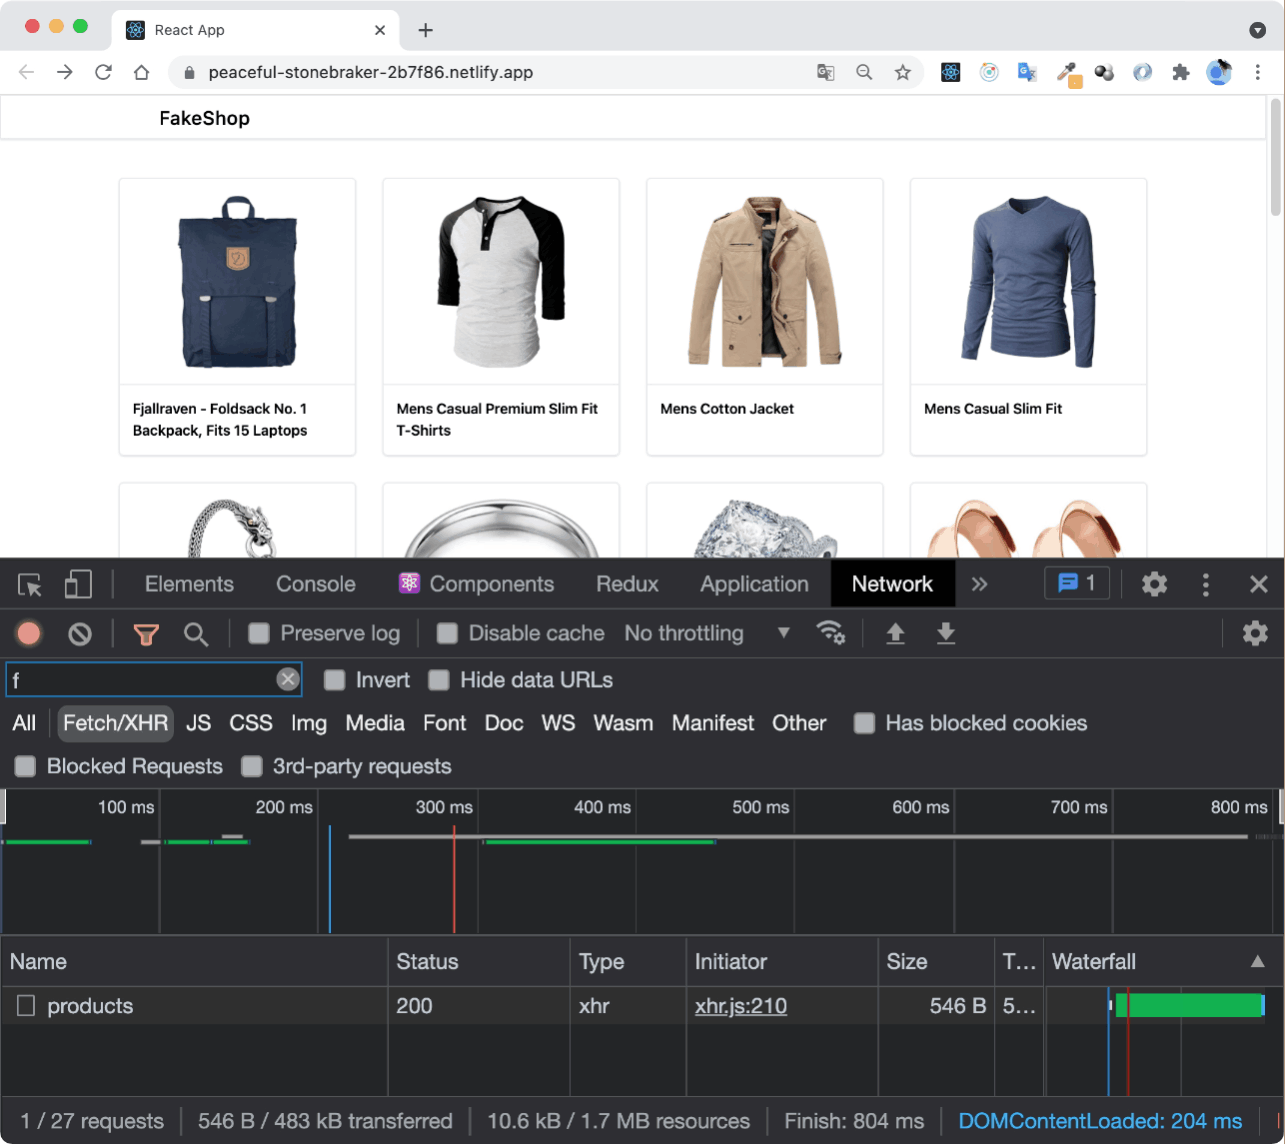 React App
peaceful-stonebraker-2b7f86.netlify.app
FakeShop
Fjallraven - Foldsack No. 1
Backpack, Fits 15 Laptops
Mens Casual Premium Slim Fit
T-Shirts
Mens Cotton Jacket
Mens Casual Slim Fit
Elements Console Components Redux Application Network » 1
Preserve log Disable cache No throttling
f Invert Hide data URLs
All Fetch/XHR JS CSS Img Media Font Doc WS Wasm Manifest Other Has blocked cookies
Blocked Requests 3rd-party requests
100 ms 200 ms 300 ms 400 ms 500 ms 600 ms 700 ms 800 ms
Name Status Type Initiator Size T... Waterfall
products 200 xhr xhr.js:210 546 B 5...
1 / 27 requests 546 B / 483 kB transferred 10.6 kB / 1.7 MB resources Finish: 804 ms DOMContentLoaded: 204 ms